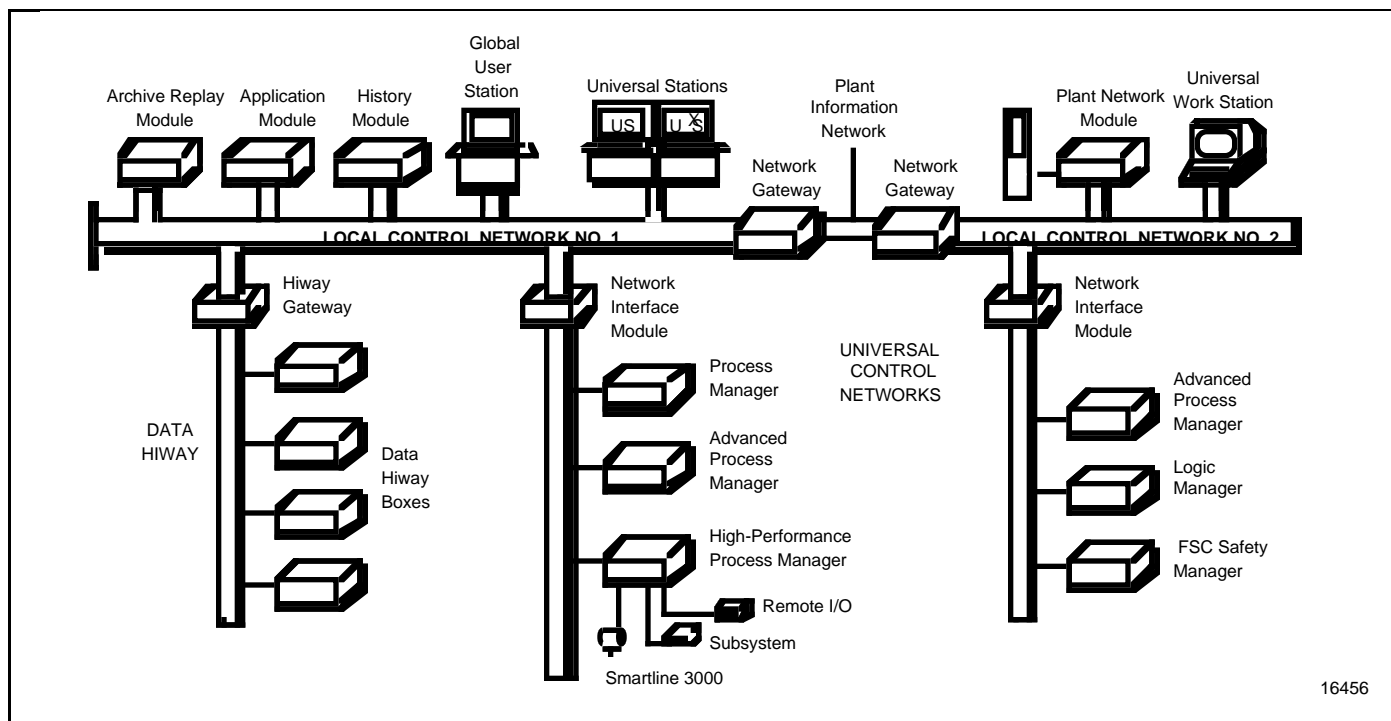 Global
User
Station
Archive Replay
Module
Application
Module
History
Module
Universal Stations
US
U XS
Plant
Information
Network
Network
Gateway
Network
Gateway
Plant Network
Module
Universal
Work Station
LOCAL CONTROL NETWORK NO. 1
LOCAL CONTROL NETWORK NO. 2
Hiway
Gateway
Network
Interface
Module
Network
Interface
Module
UNIVERSAL
CONTROL
NETWORKS
DATA
HIWAY
Data
Hiway
Boxes
Process
Manager
Advanced
Process
Manager
High-Performance
Process Manager
Remote I/O
Subsystem
Smartline 3000
Advanced
Process
Manager
Logic
Manager
FSC Safety
Manager
16456